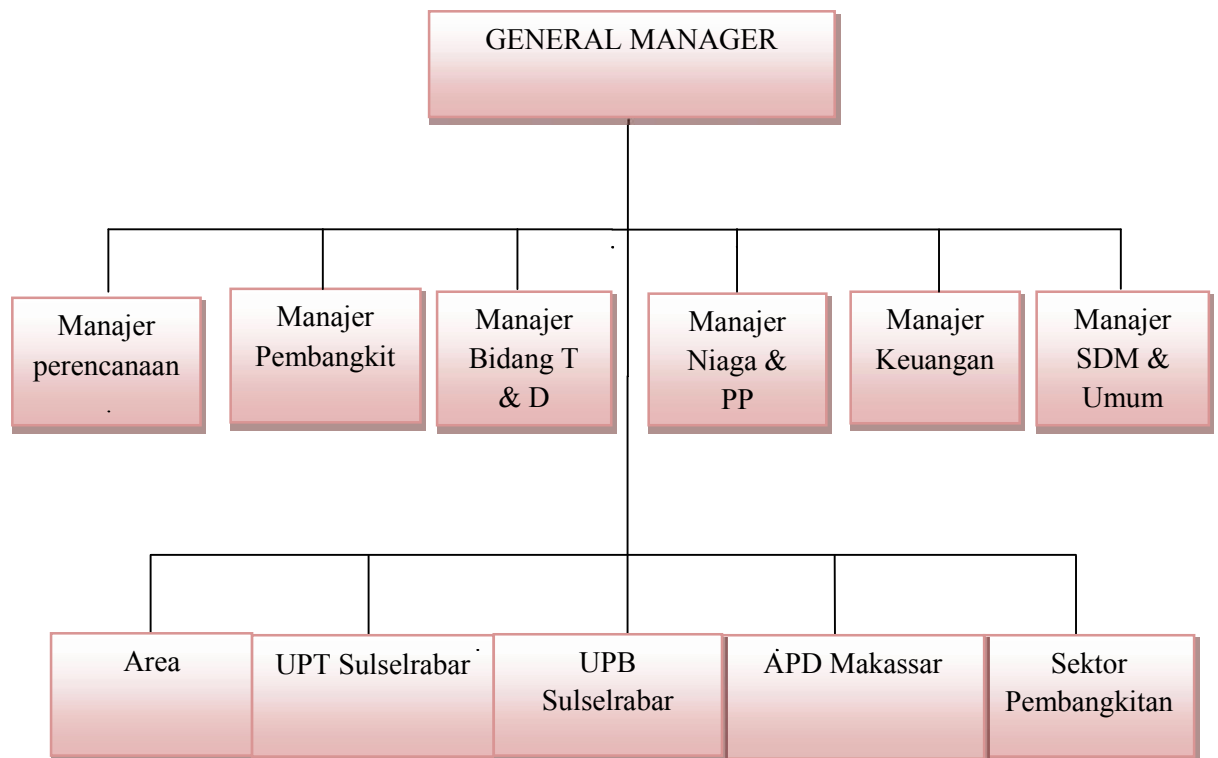 GENERAL MANAGER
Manajer
perencanaan
.
Manajer
Pembangkit
Manajer
Bidang T
& D
Manajer
Niaga &
PP
Manajer
Keuangan
Manajer
SDM &
Umum
Area
UPT Sulselrabar
UPB
Sulselrabar
APD Makassar
Sektor
Pembangkitan